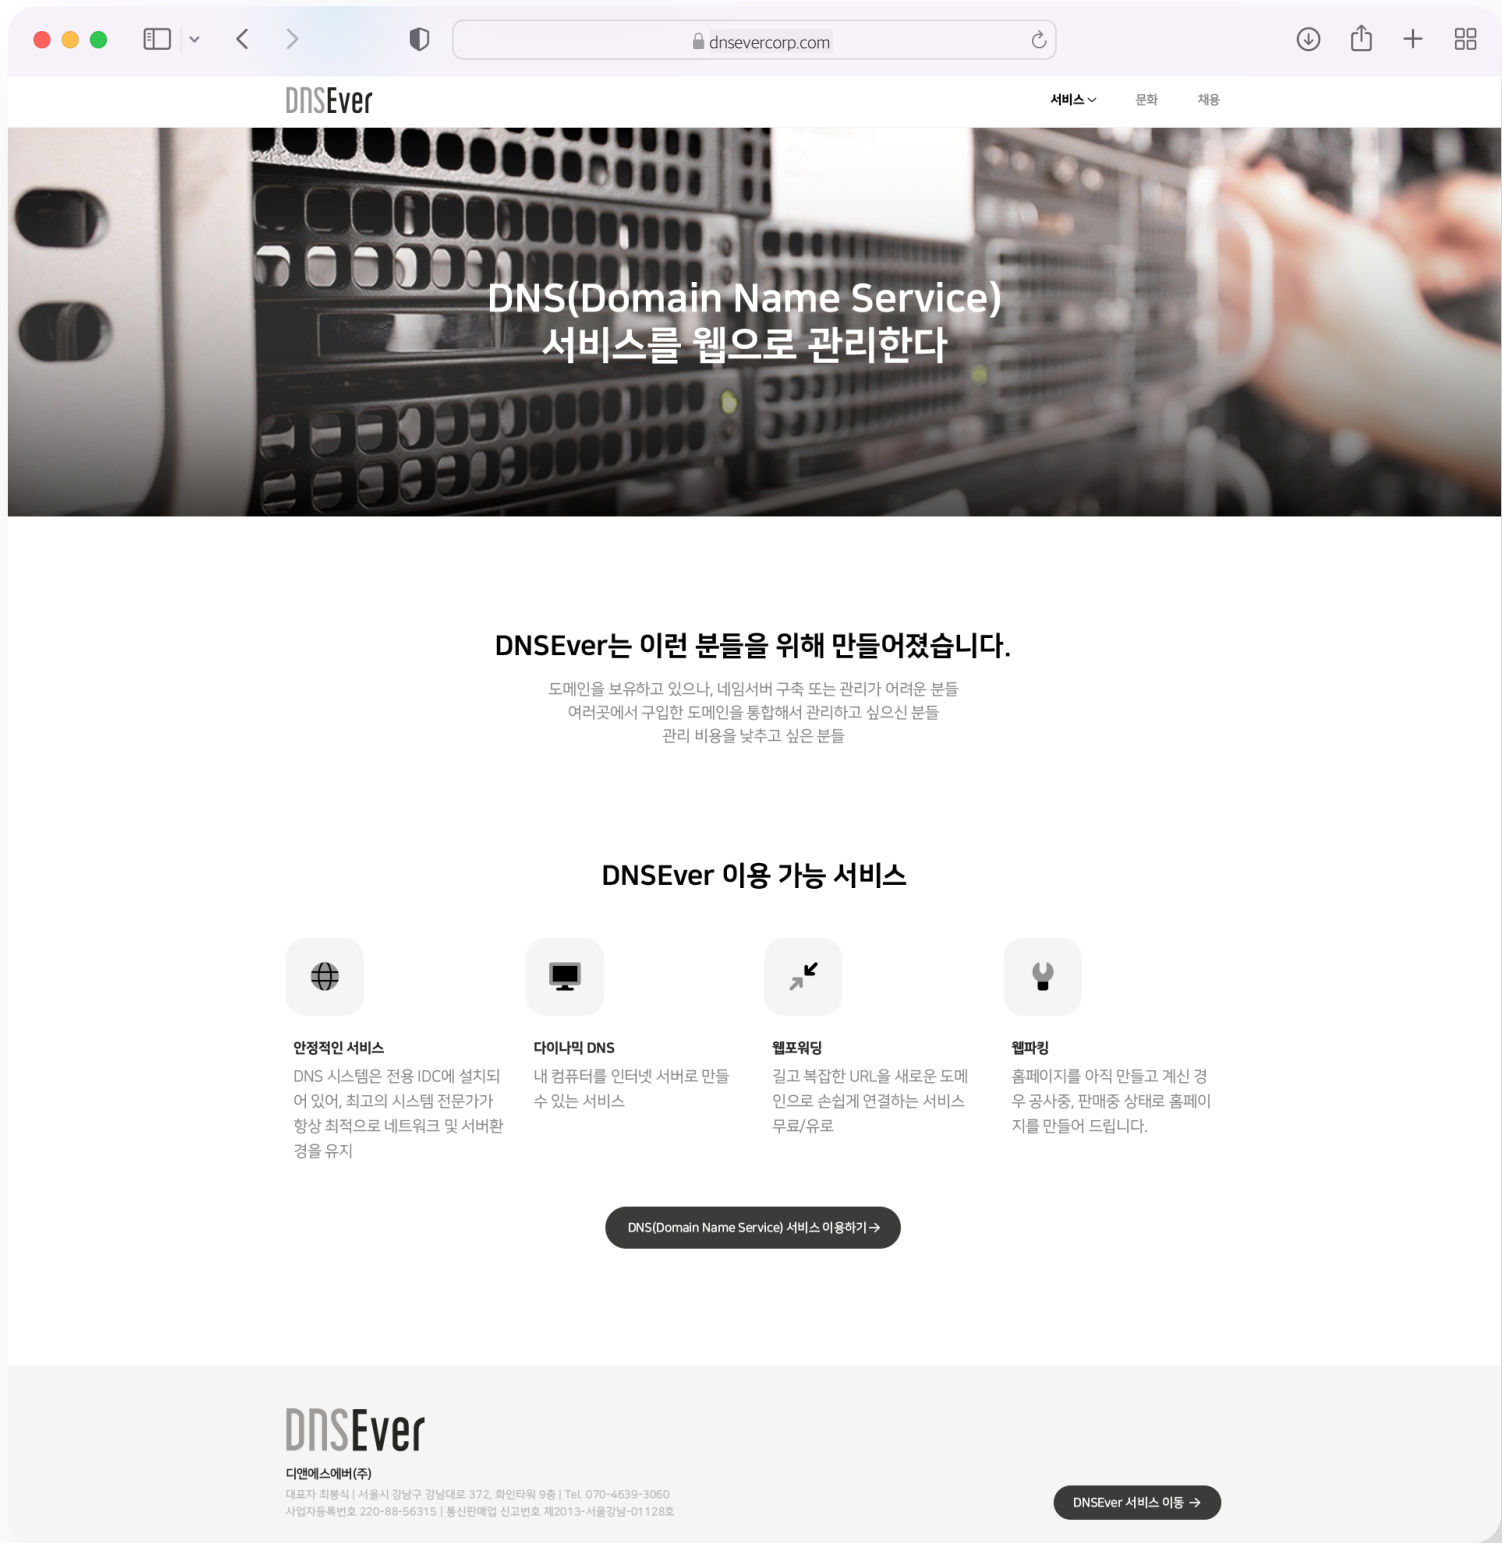 dnsevercorp.com
DNSEver
서비스
문화
채용
DNS(Domain Name Service)
서비스를 웹으로 관리한다
DNSEver는 이런 분들을 위해 만들어졌습니다.
도메인을 보유하고 있으나, 네임서버 구축 또는 관리가 어려운 분들
여러곳에서 구입한 도메인을 통합해서 관리하고 싶으신 분들
관리 비용을 낮추고 싶은 분들
DNSEver 이용 가능 서비스
안정적인 서비스
DNS 시스템은 전용 IDC에 설치되
어 있어, 최고의 시스템 전문가가
항상 최적으로 네트워크 및 서버환
경을 유지
다이나믹 DNS
내 컴퓨터를 인터넷 서버로 만들
수 있는 서비스
웹포워딩
길고 복잡한 URL을 새로운 도메
인으로 손쉽게 연결하는 서비스
무료/유로
웹파킹
홈페이지를 아직 만들고 계신 경
우 공사중, 판매중 상태로 홈페이
지를 만들어 드립니다.
DNS(Domain Name Service) 서비스 이용하기→
DNSEver
디앤에스에버(주)
대표자 최봉식 | 서울시 강남구 강남대로 372, 화인타워 9층 | Tel. 070-4639-3060
사업자등록번호 220-88-56315 | 통신판매업 신고번호 제2013-서울강남-01128호
DNSEver 서비스 이동 →